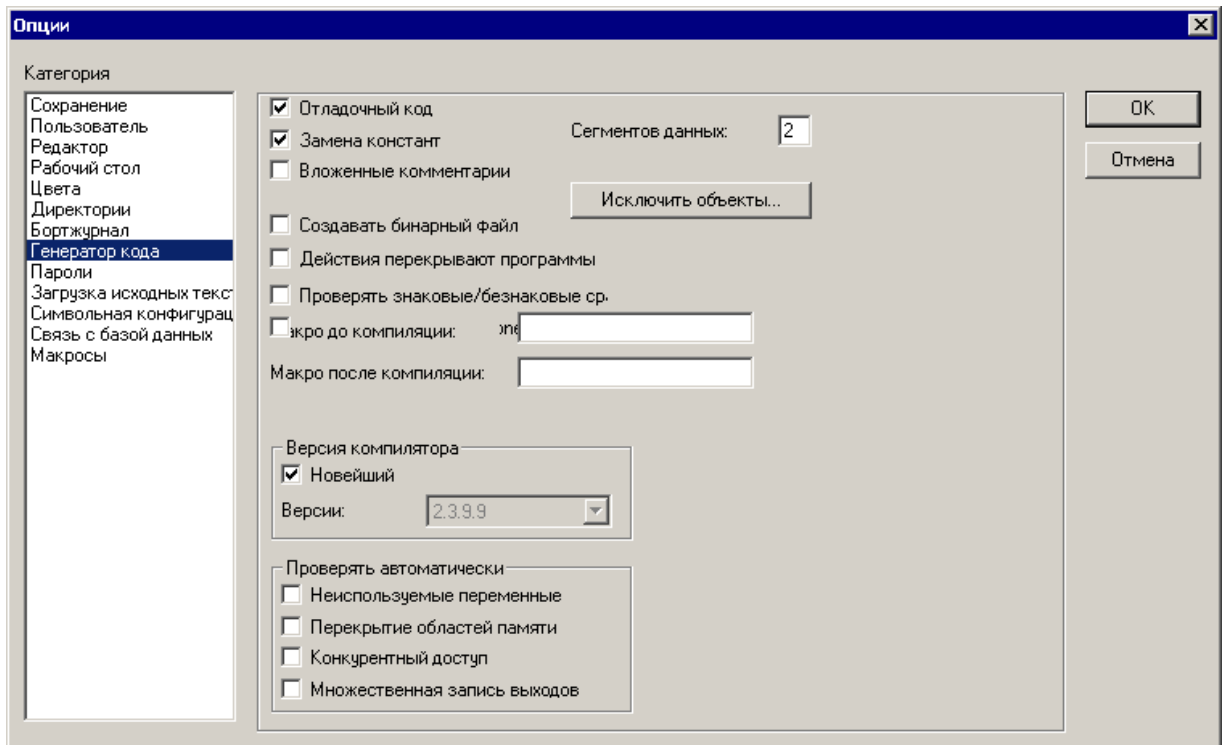 Опции
Категория
Сохранение
Пользователь
Редактор
Рабочий стол
Цвета
Директории
Бортжурнал
Генератор кода
Пароли
Загрузка исходных текст
Символьная конфигурац
Связь с базой данных
Макросы
Отладочный код
Замена констант
Вложенные комментарии
Сегментов данных: 2
Исключить объекты...
Создавать бинарный файл
Действия перекрывают программы
Проверять знаковые/безнаковые ср
акро до компиляции:
Макро после компиляции:
Версия компилятора
Новейший
Версии: 2.3.9.9
Проверять автоматически
Неиспользуемые переменные
Перекрытие областей памяти
Конкурентный доступ
Множественная запись выходов
OK
Отмена